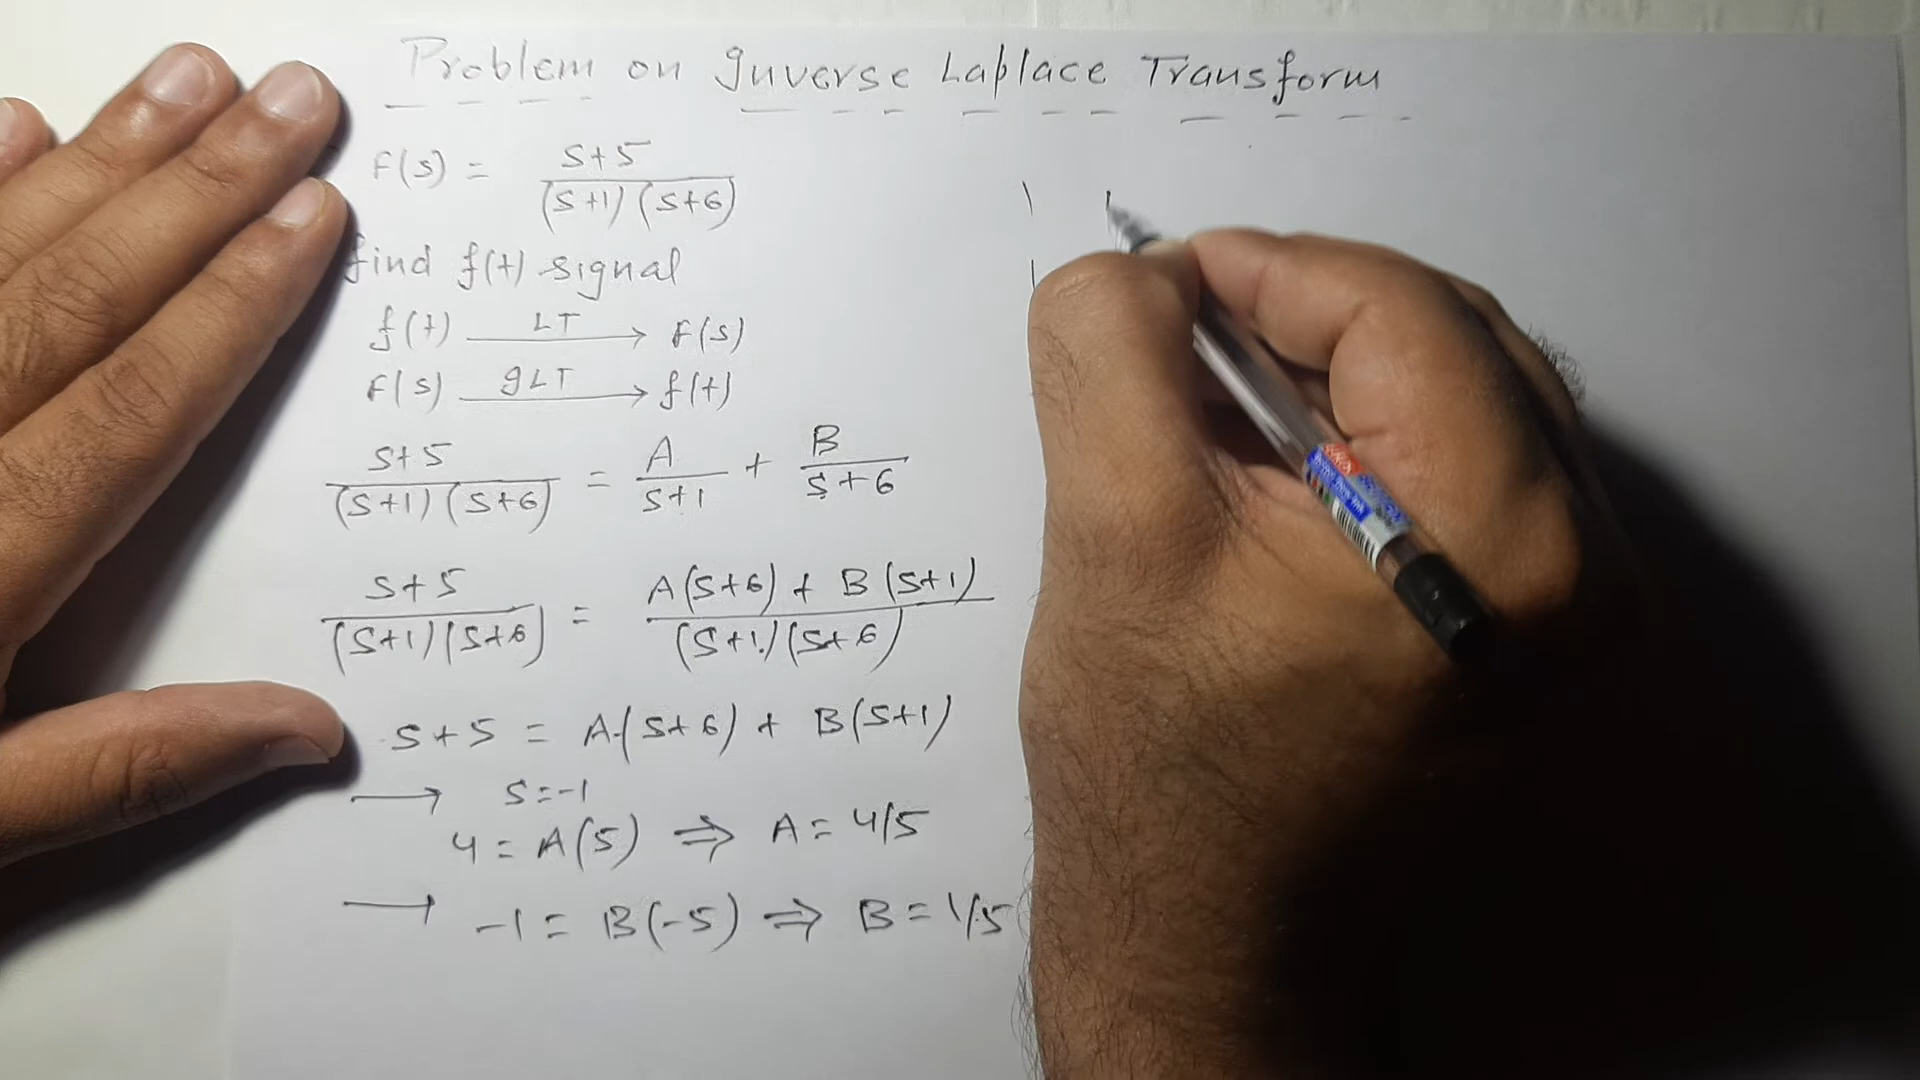 Problem on Inverse Laplace Transform
F(s) = s+5 / (s+1)(s+6)
find f(t) signal
f(t) —LT→ F(s)
F(s) —ILT→ f(t)
s+5 / (s+1)(s+6) = A / s+1 + B / s+6
s+5 / (s+1)(s+6) = A(s+6) + B(s+1) / (s+1)(s+6)
s+5 = A(s+6) + B(s+1)
→ s=-1
4 = A(5) ⇒ A = 4/5
→ -1 = B(-5) ⇒ B = 1/5